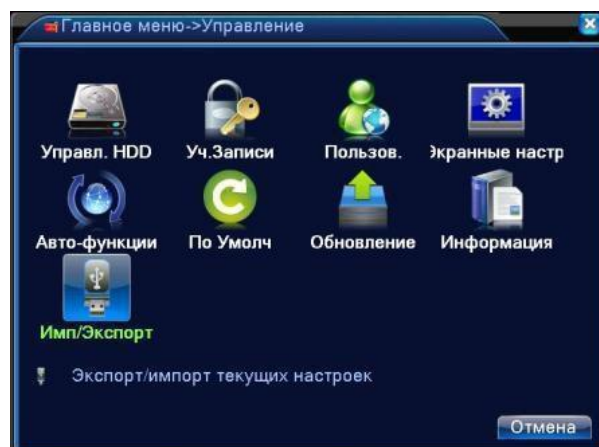 Главное меню->Управление
Управл. HDD Уч.Записи Пользов. Экранные настр
Авто-функции По Умолч Обновление Информация
Имп/Экспорт
Экспорт/импорт текущих настроек
Отмена